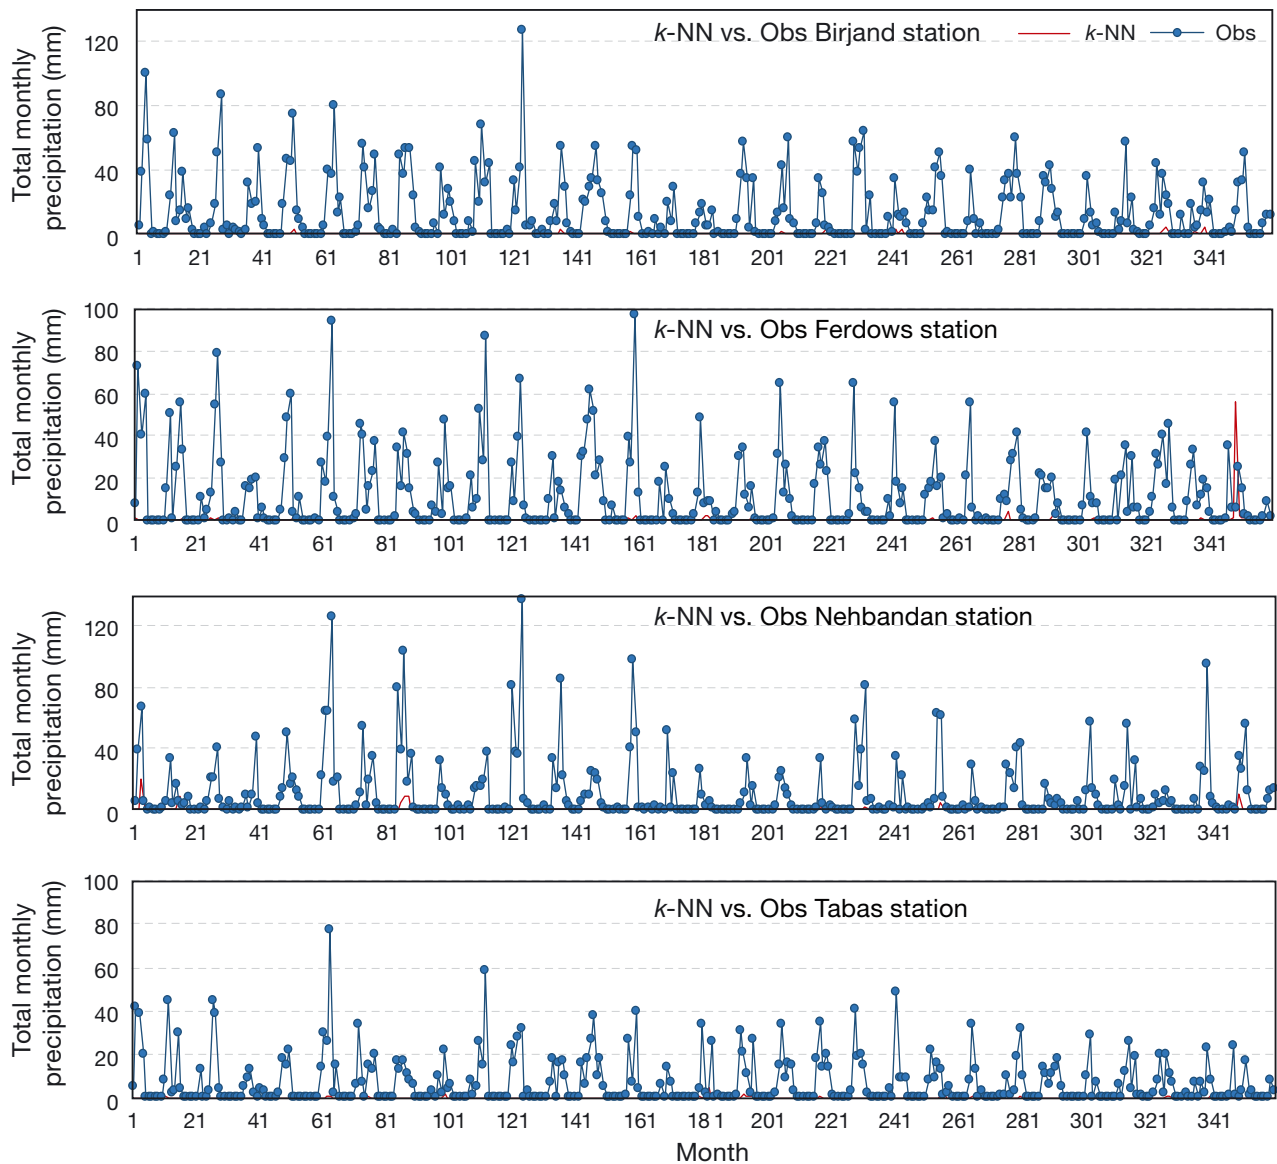 k-NN vs. Obs Birjand station
k-NN
Obs
Total monthly
precipitation (mm)
120
80
40
0
1 21 41 61 81 101 121 141 161 181 201 221 241 261 281 301 321 341
k-NN vs. Obs Ferdows station
Total monthly
precipitation (mm)
100
80
60
40
20
0
1 21 41 61 81 101 121 141 161 181 201 221 241 261 281 301 321 341
k-NN vs. Obs Nehbandan station
Total monthly
precipitation (mm)
120
80
40
0
1 21 41 61 81 101 121 141 161 181 201 221 241 261 281 301 321 341
k-NN vs. Obs Tabas station
Total monthly
precipitation (mm)
100
80
60
40
20
0
1 21 41 61 81 101 121 141 161 18 1 201 221 241 261 281 301 321 341
Month